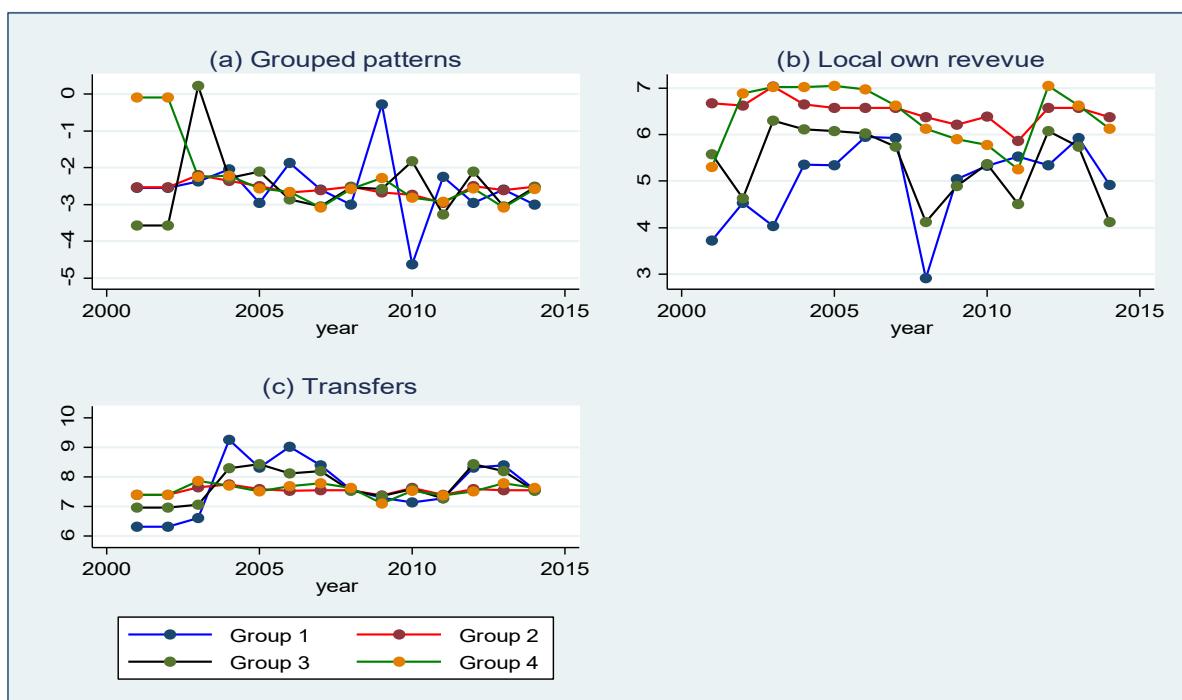 (a) Grouped patterns
0
-1
-2
-3
-4
-5
2000 2005 2010 2015
year
(b) Local own revevue
7
6
5
4
3
2000 2005 2010 2015
year
(c) Transfers
10
9
8
7
6
2000 2005 2010 2015
year
Group 1 Group 2
Group 3 Group 4